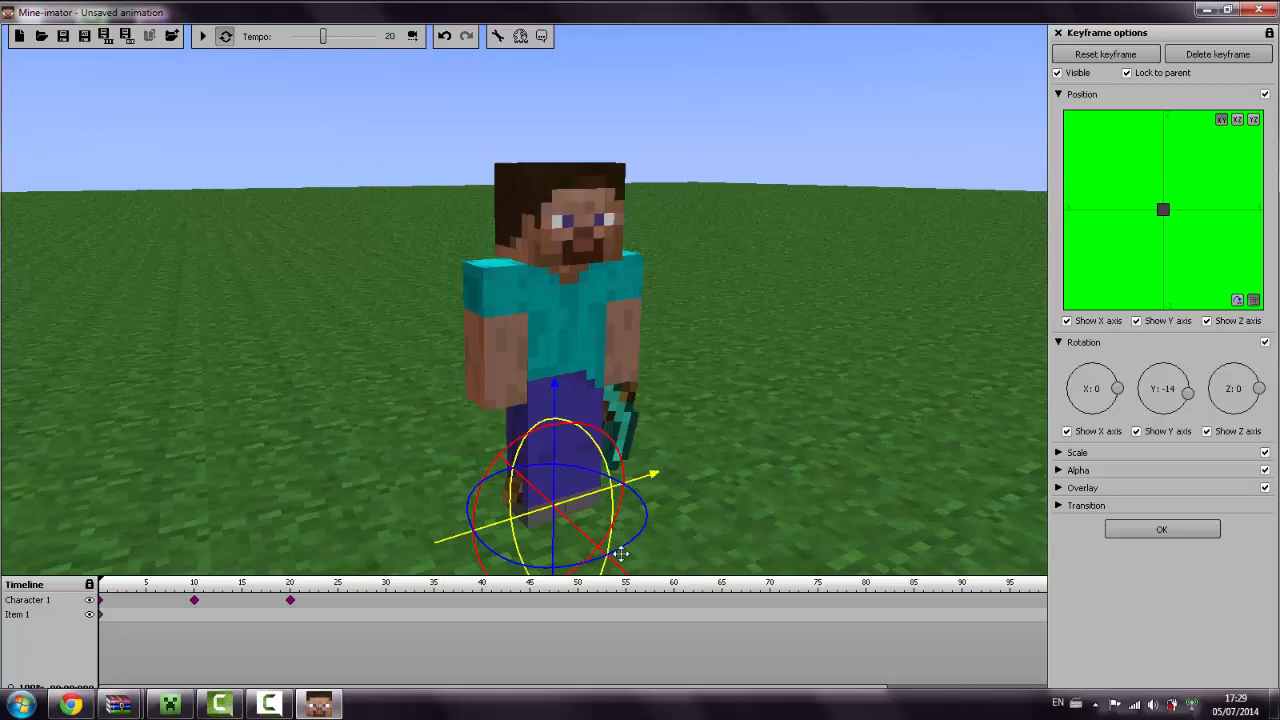 Mine-imator - Unsaved animation
Tempo: 20
Keyframe options
Reset keyframe Delete keyframe
Visible Lock to parent
Position
XY XZ YZ
Show X axis Show Y axis Show Z axis
Rotation
X: 0 Y: -14 Z: 0
Show X axis Show Y axis Show Z axis
Scale
Alpha
Overlay
Transition
OK
Timeline 5 10 15 20 25 30 35 40 45 50 55 60 65 70 75 80 85 90 95
Character 1
Item 1
EN 17:29
05/07/2014